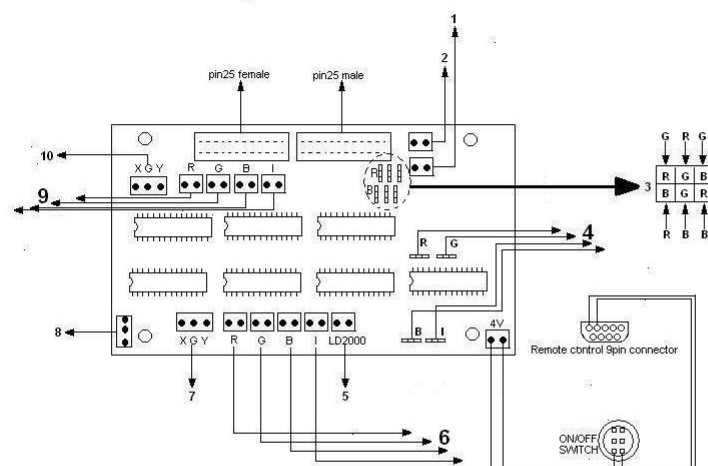 1
2
pin25 female
pin25 male
10
X G Y
R
G
B
I
R
B
9
G R G
3
R G B
B G R
R B B
R
G
4
8
B
I
4V
X G Y
R
G
B
I
LD2000
Remote control 9pin connector
7
5
6
ON/OFF
SWITCH